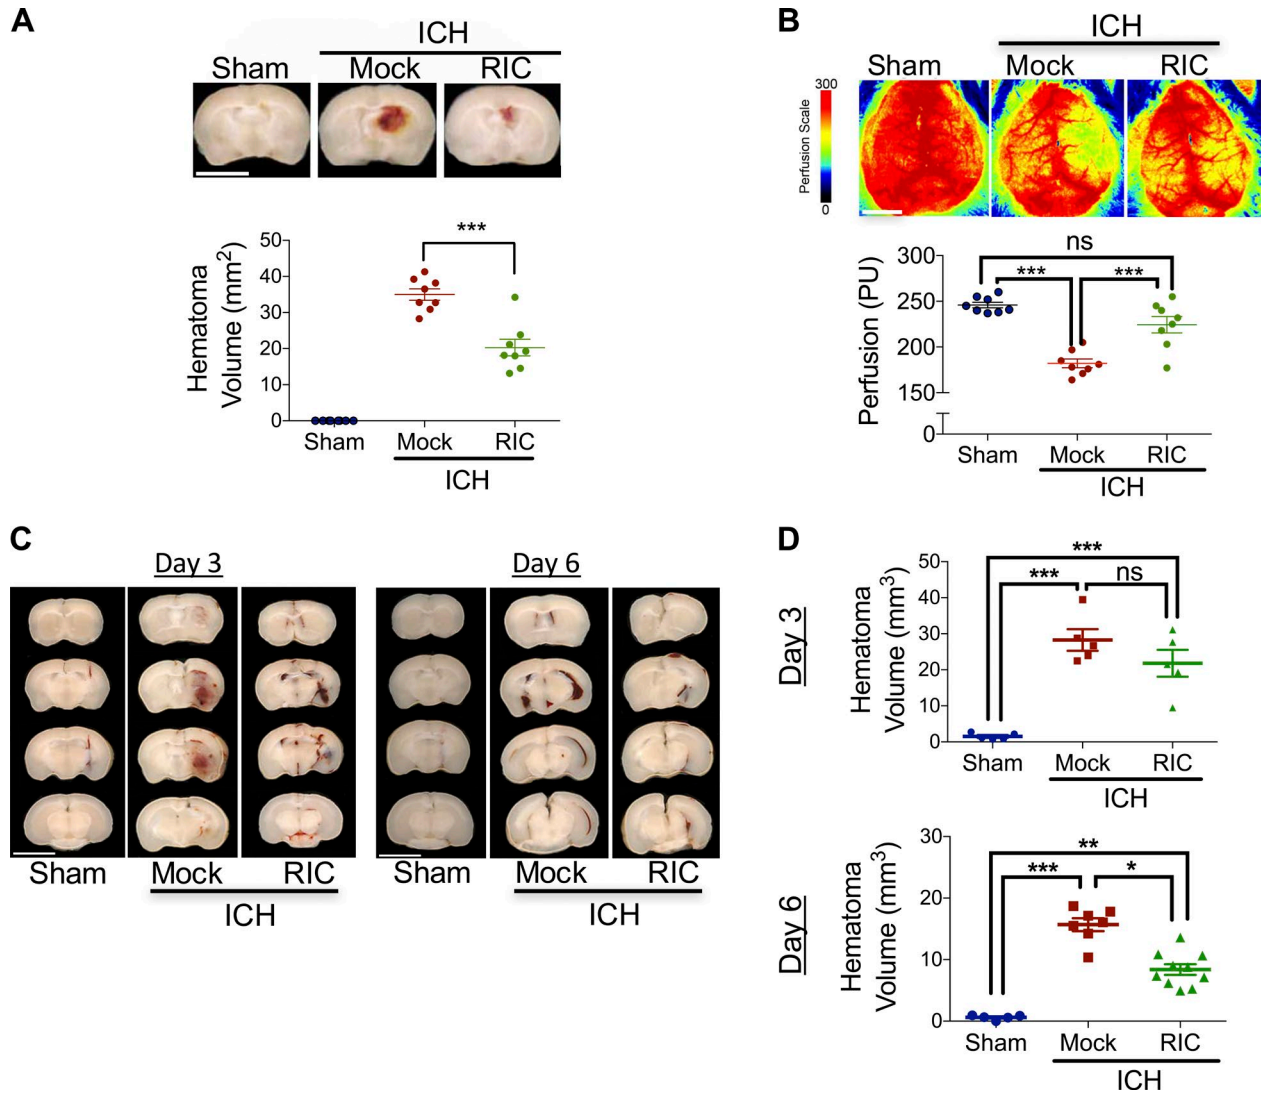 A
ICH
Sham Mock RIC
***
Hematoma
Volume (mm2)
50
40
30
20
10
0
Sham Mock RIC
ICH
B
ICH
Sham Mock RIC
300
Perfusion Scale
0
ns
*** ***
Perfusion (PU)
300
250
200
150
0
Sham Mock RIC
ICH
C
Day 3 Day 6
Sham Mock RIC Sham Mock RIC
ICH ICH
D
Day 3
***
*** ns
Hematoma
Volume (mm3)
50
40
30
20
10
0
Sham Mock RIC
ICH
Day 6
**
*** *
Hematoma
Volume (mm3)
30
20
10
0
Sham Mock RIC
ICH